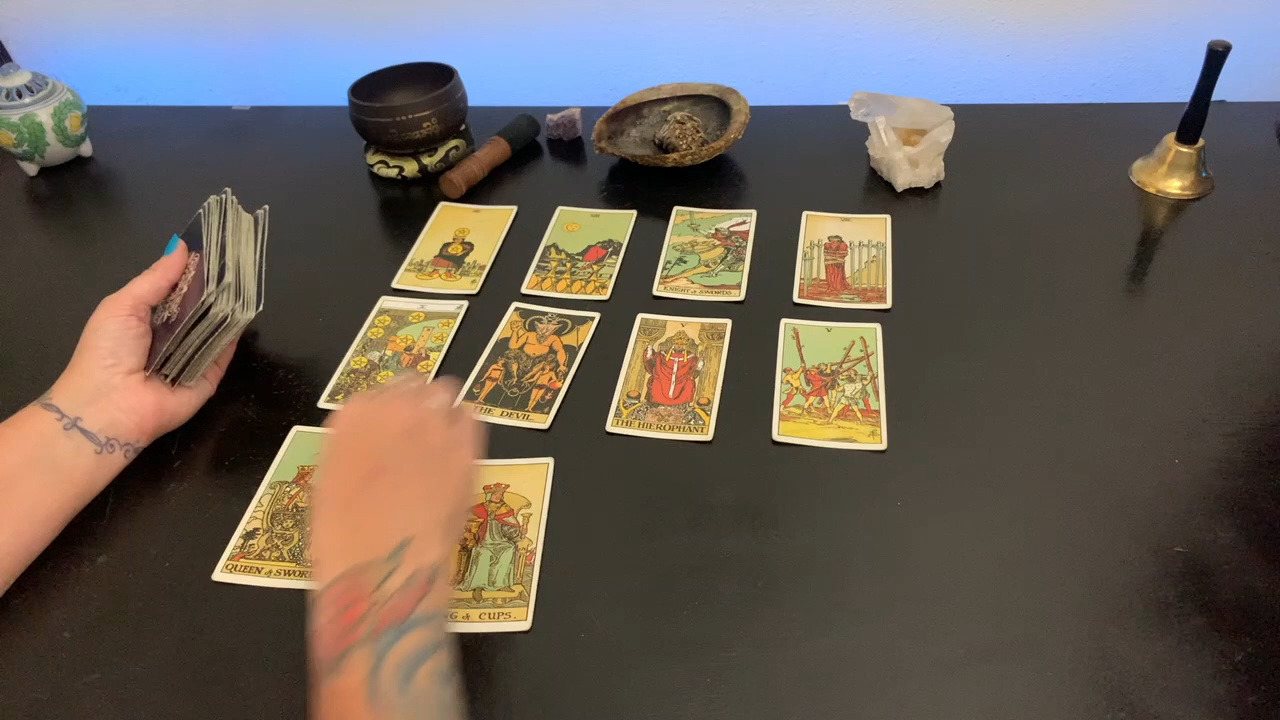 KNIGHT of SWORDS.
THE DEVIL.
V
THE HIEROPHANT
V
QUEEN of SWOR
G of CUPS.